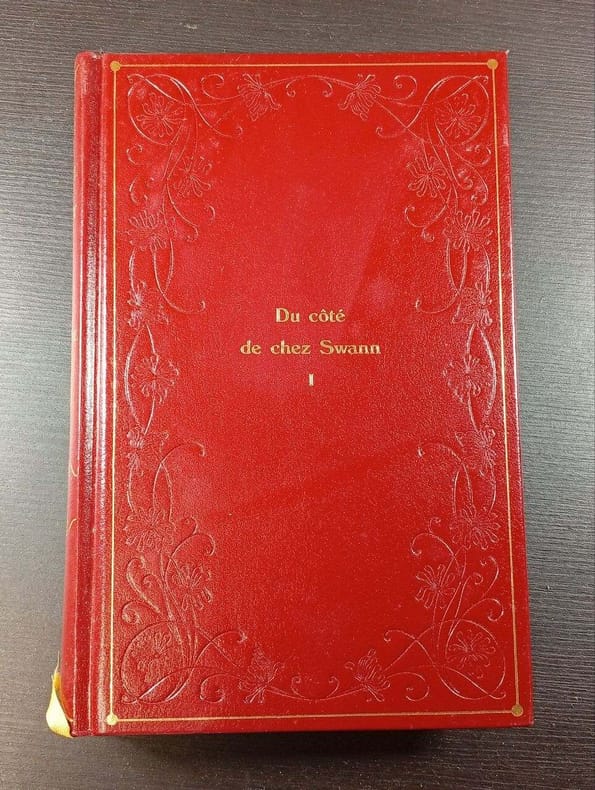 Du côté
de chez Swann
I